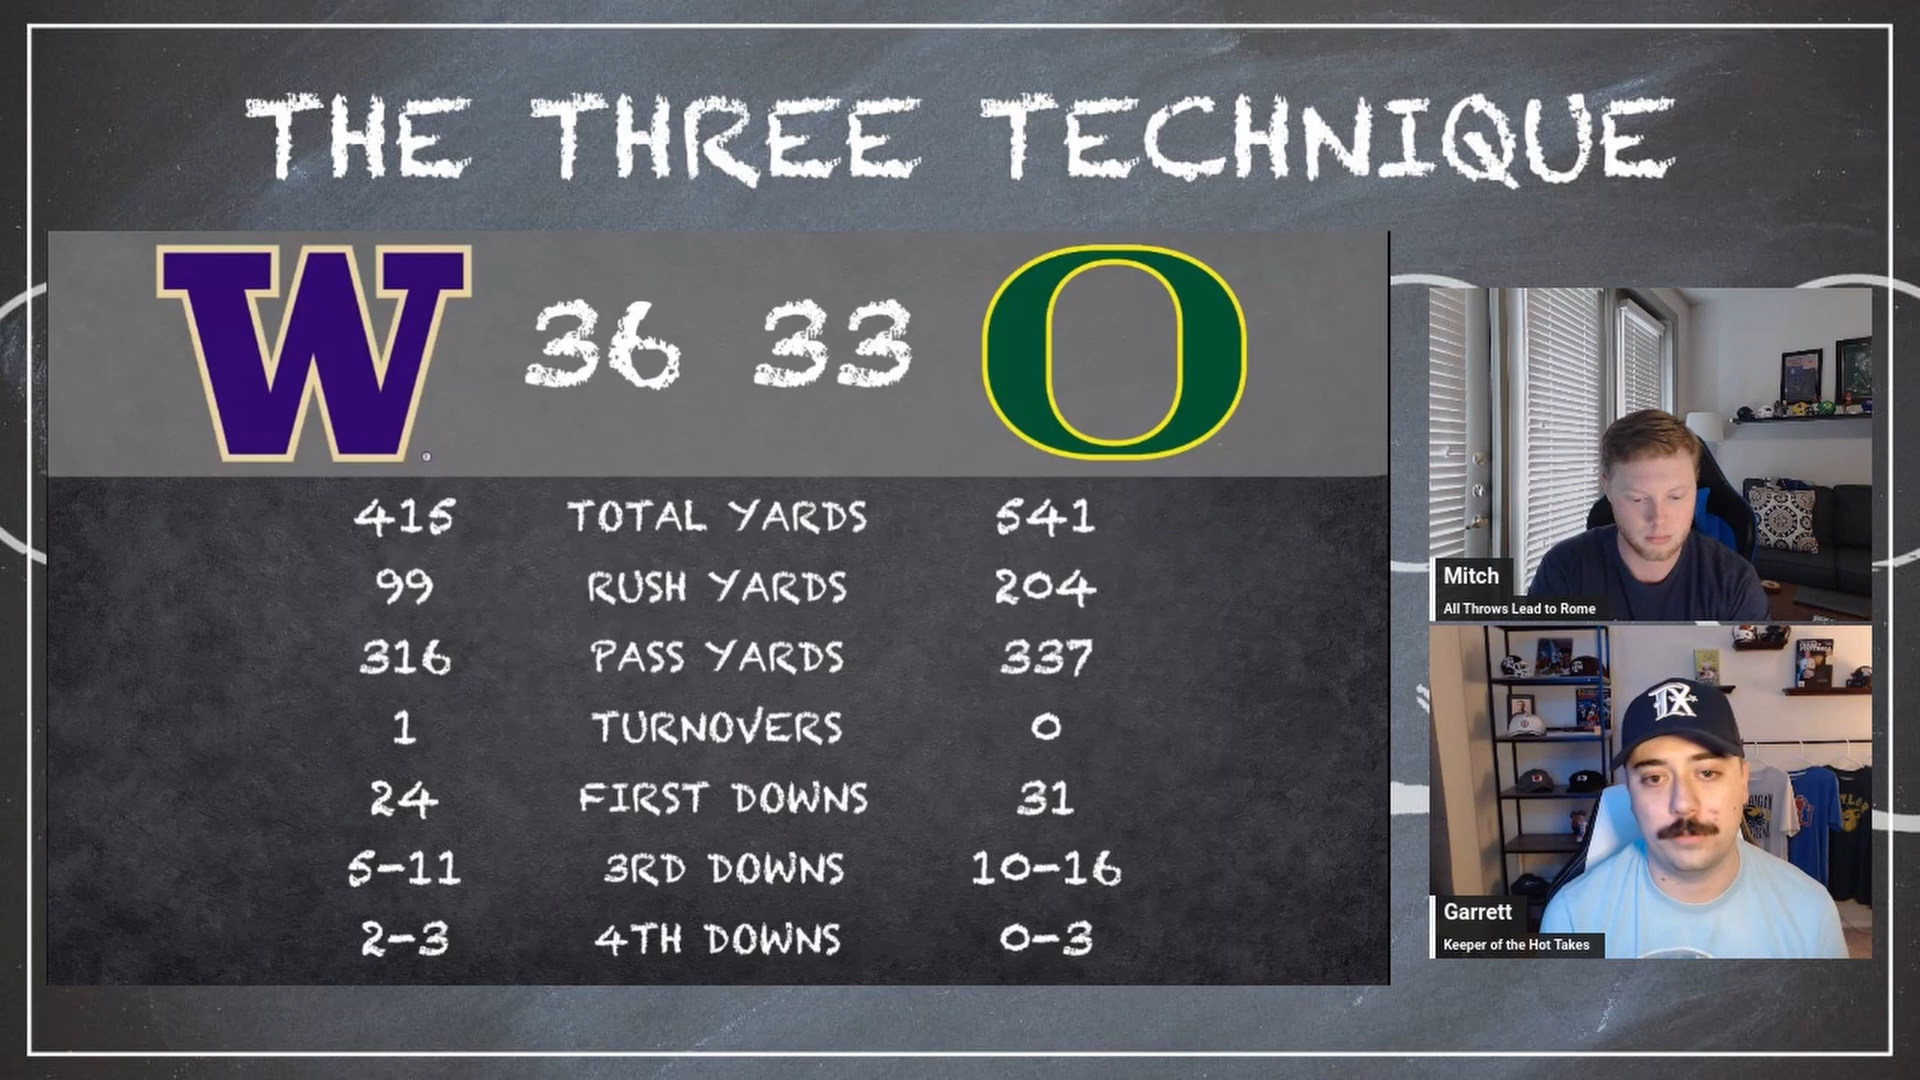 THE THREE TECHNIQUE
W 36 33 O
415 TOTAL YARDS 541
99 RUSH YARDS 204
316 PASS YARDS 337
1 TURNOVERS 0
24 FIRST DOWNS 31
5-11 3RD DOWNS 10-16
2-3 4TH DOWNS 0-3
Mitch
All Throws Lead to Rome
Garrett
Keeper of the Hot Takes